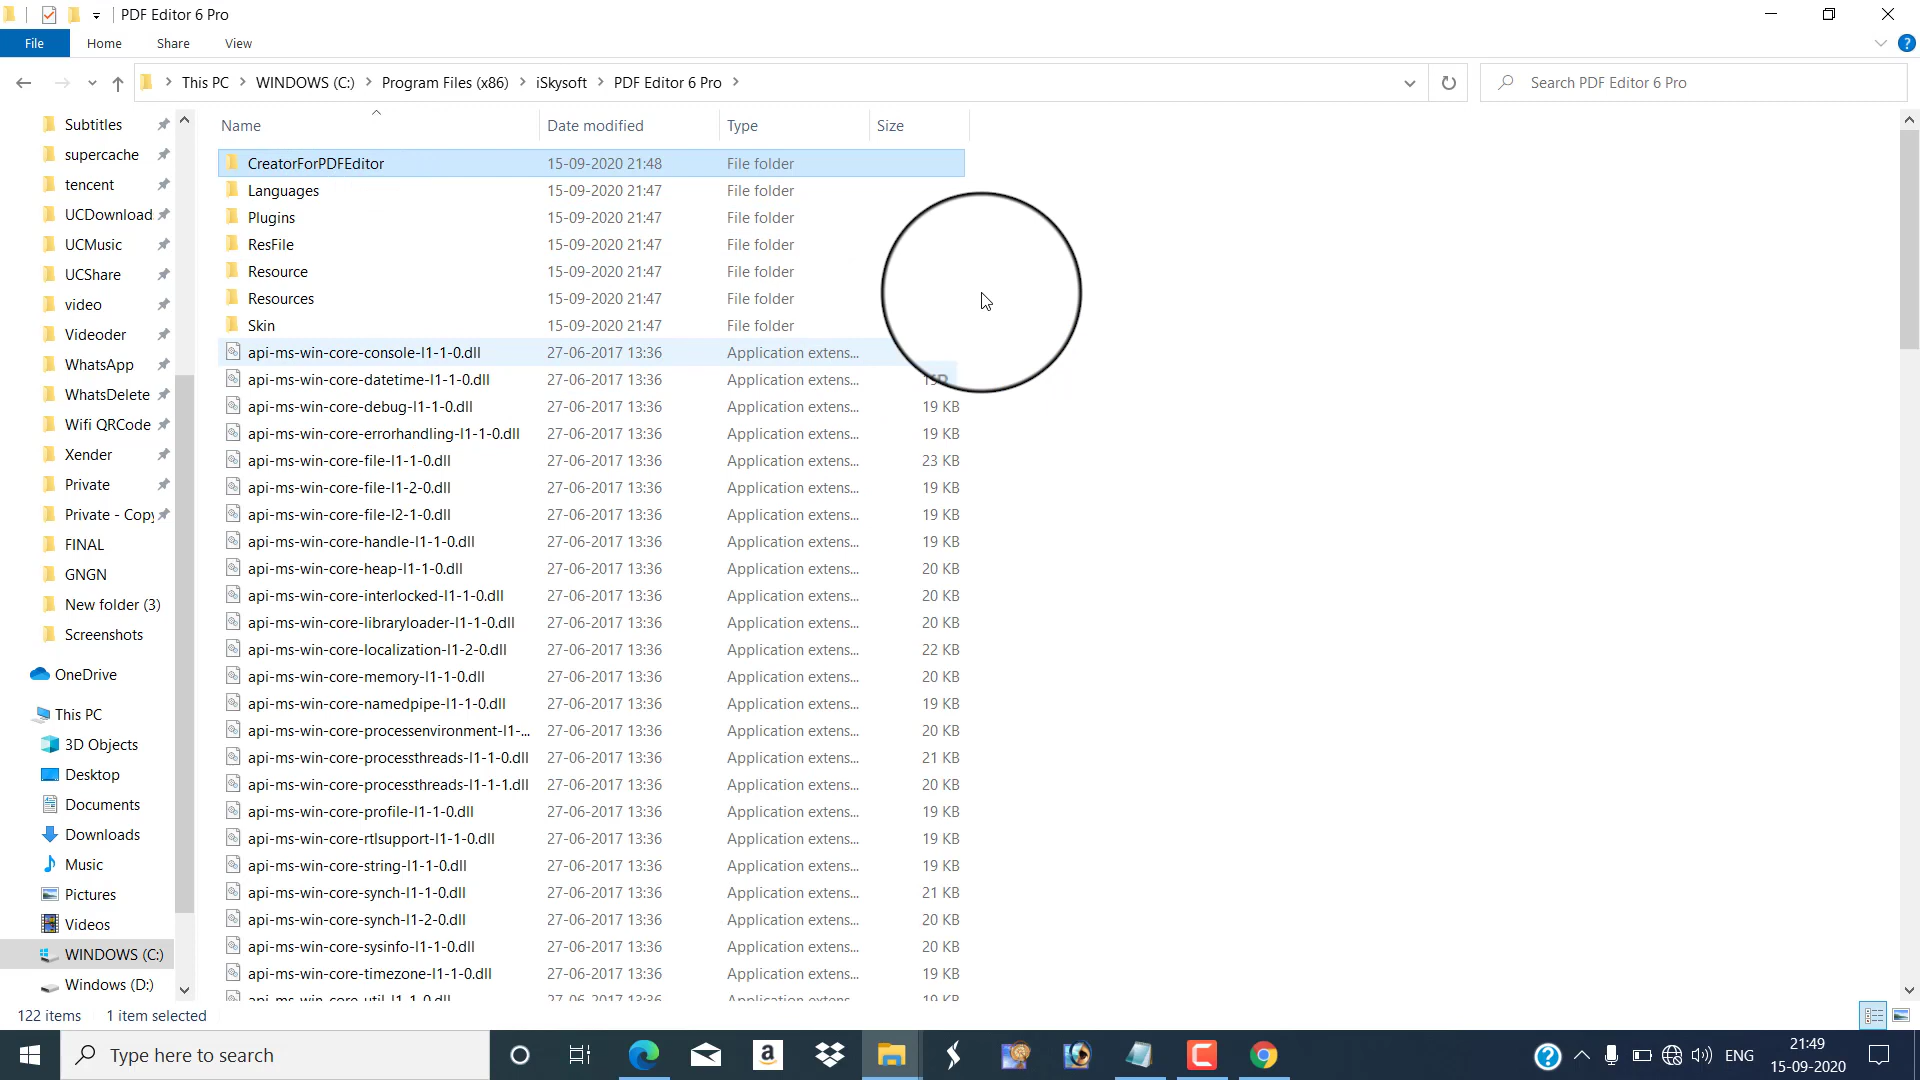 PDF Editor 6 Pro
File
Home
Share
View
This PC
WINDOWS (C:)
Program Files (x86)
iSkysoft
PDF Editor 6 Pro
Search PDF Editor 6 Pro
Subtitles
supercache
tencent
UCDownload
UCMusic
UCShare
video
Videoder
WhatsApp
WhatsDelete
Wifi QRCode
Xender
Private
Private - Copy
FINAL
GNGN
New folder (3)
Screenshots
OneDrive
This PC
3D Objects
Desktop
Documents
Downloads
Music
Pictures
Videos
WINDOWS (C:)
Windows (D:)
Name Date modified Type Size
CreatorForPDFEditor 15-09-2020 21:48 File folder
Languages 15-09-2020 21:47 File folder
Plugins 15-09-2020 21:47 File folder
ResFile 15-09-2020 21:47 File folder
Resource 15-09-2020 21:47 File folder
Resources 15-09-2020 21:47 File folder
Skin 15-09-2020 21:47 File folder
api-ms-win-core-console-l1-1-0.dll 27-06-2017 13:36 Application extens...
api-ms-win-core-datetime-l1-1-0.dll 27-06-2017 13:36 Application extens...
api-ms-win-core-debug-l1-1-0.dll 27-06-2017 13:36 Application extens... 19 KB
api-ms-win-core-errorhandling-l1-1-0.dll 27-06-2017 13:36 Application extens... 19 KB
api-ms-win-core-file-l1-1-0.dll 27-06-2017 13:36 Application extens... 23 KB
api-ms-win-core-file-l1-2-0.dll 27-06-2017 13:36 Application extens... 19 KB
api-ms-win-core-file-l2-1-0.dll 27-06-2017 13:36 Application extens... 19 KB
api-ms-win-core-handle-l1-1-0.dll 27-06-2017 13:36 Application extens... 19 KB
api-ms-win-core-heap-l1-1-0.dll 27-06-2017 13:36 Application extens... 20 KB
api-ms-win-core-interlocked-l1-1-0.dll 27-06-2017 13:36 Application extens... 20 KB
api-ms-win-core-libraryloader-l1-1-0.dll 27-06-2017 13:36 Application extens... 20 KB
api-ms-win-core-localization-l1-2-0.dll 27-06-2017 13:36 Application extens... 22 KB
api-ms-win-core-memory-l1-1-0.dll 27-06-2017 13:36 Application extens... 20 KB
api-ms-win-core-namedpipe-l1-1-0.dll 27-06-2017 13:36 Application extens... 19 KB
api-ms-win-core-processenvironment-l1-... 27-06-2017 13:36 Application extens... 20 KB
api-ms-win-core-processthreads-l1-1-0.dll 27-06-2017 13:36 Application extens... 21 KB
api-ms-win-core-processthreads-l1-1-1.dll 27-06-2017 13:36 Application extens... 20 KB
api-ms-win-core-profile-l1-1-0.dll 27-06-2017 13:36 Application extens... 19 KB
api-ms-win-core-rtlsupport-l1-1-0.dll 27-06-2017 13:36 Application extens... 19 KB
api-ms-win-core-string-l1-1-0.dll 27-06-2017 13:36 Application extens... 19 KB
api-ms-win-core-synch-l1-1-0.dll 27-06-2017 13:36 Application extens... 21 KB
api-ms-win-core-synch-l1-2-0.dll 27-06-2017 13:36 Application extens... 20 KB
api-ms-win-core-sysinfo-l1-1-0.dll 27-06-2017 13:36 Application extens... 20 KB
api-ms-win-core-timezone-l1-1-0.dll 27-06-2017 13:36 Application extens... 19 KB
api-ms-win-core-util-l1-1-0.dll 27-06-2017 13:36 Application extens... 19 KB
122 items 1 item selected
Type here to search
ENG
21:49
15-09-2020